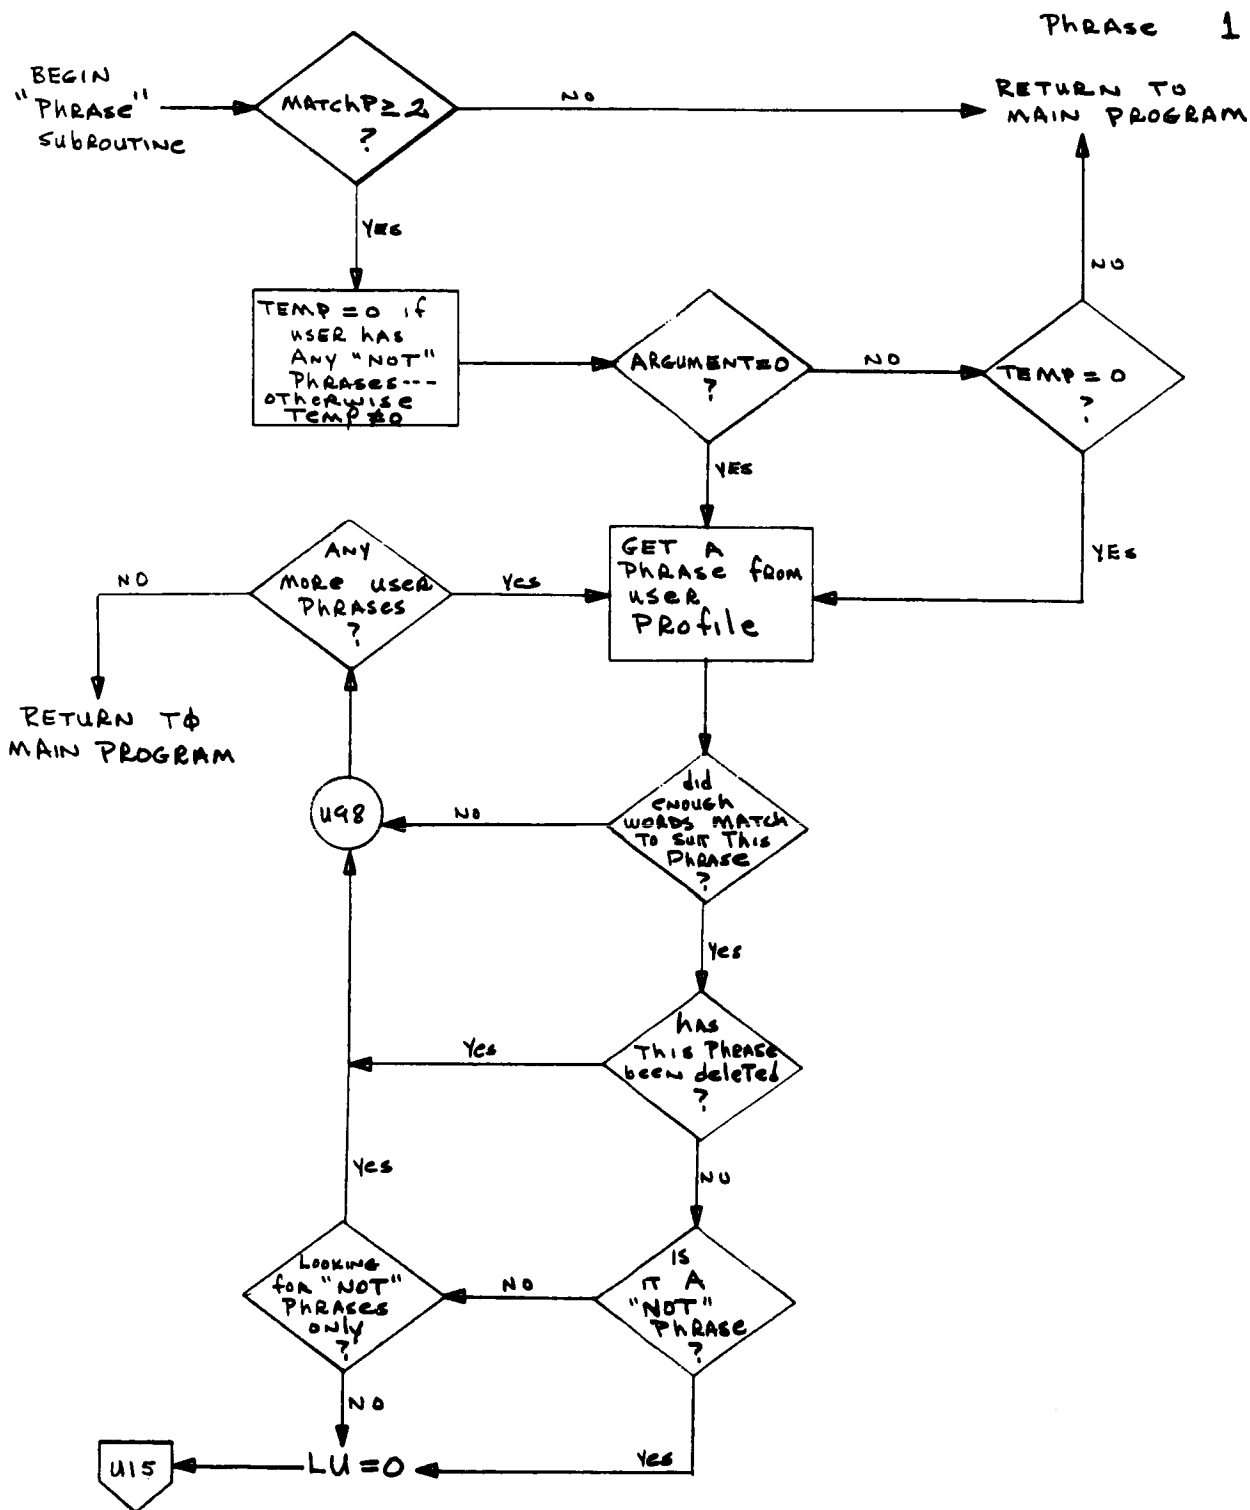 Phrase 1
BEGIN
"Phrase"
Subroutine
MATCHP ≥ 2
?
NO
RETURN TO
MAIN PROGRAM
YES
NO
TEMP = 0 if
USER HAS
Any "NOT"
Phrases---
OTHERWISE
TEMP ≠ 0
ARGUMENT=0
?
NO
TEMP = 0
?
YES
YES
ANY
MORE USER
PHRASES
?
NO
Yes
GET A
Phrase from
USER
PRofile
RETURN TO
MAIN PROGRAM
U98
NO
did
ENOUGH
WORDS MATCH
TO SUIT This
Phrase
?
Yes
has
This Phrase
been deleted
?
Yes
NO
Yes
LOOKING
for "NOT"
Phrases
only
?
NO
IS
IT A
"NOT"
Phrase
?
NO
Yes
LU=0
U15